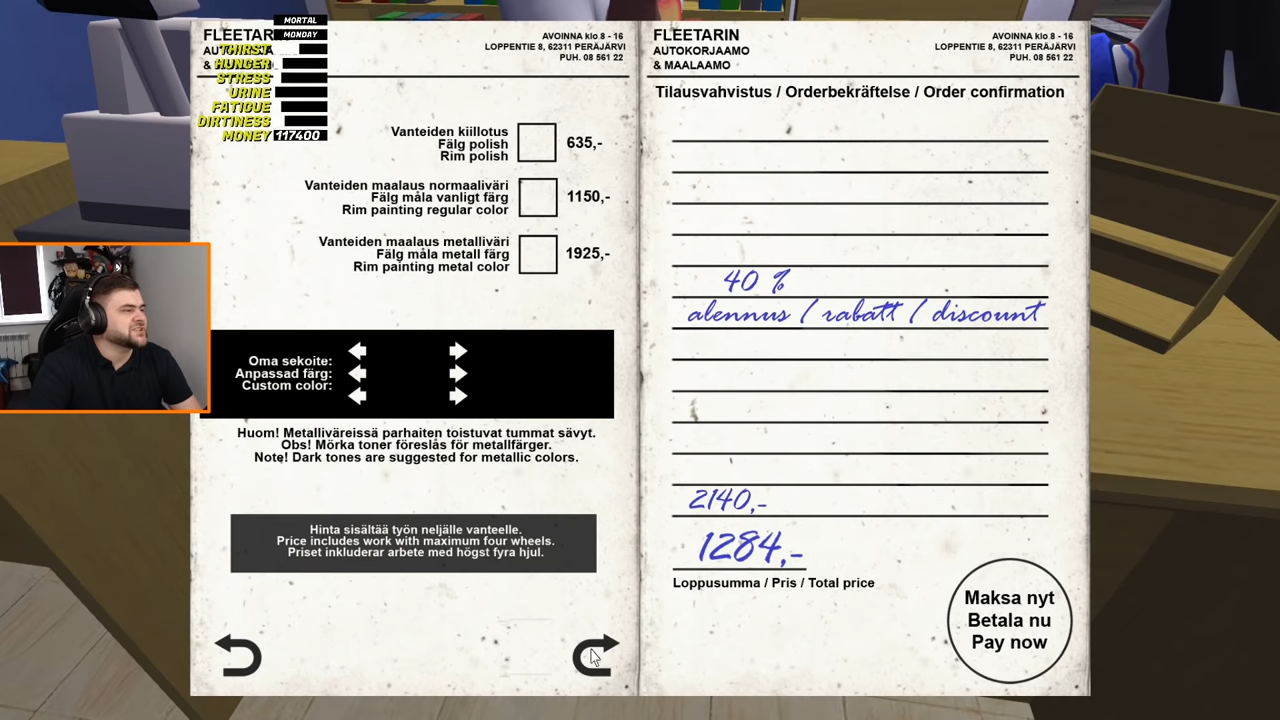 MORTAL
MONDAY
THIRST
HUNGER
STRESS
URINE
FATIGUE
DIRTINESS
MONEY 117400
AVOINNA klo 8 - 16
LOPPENTIE 8, 62311 PERÄJÄRVI
PUH. 08 561 22
Vanteiden kiillotus
Fälg polish
Rim polish
635,-
Vanteiden maalaus normaaliväri
Fälg måla vanligt färg
Rim painting regular color
1150,-
Vanteiden maalaus metalliväri
Fälg måla metall färg
Rim painting metal color
1925,-
Oma sekoite:
Anpassad färg:
Custom color:
Huom! Metalliväreissä parhaiten toistuvat tummat sävyt.
Obs! Mörka toner föreslås för metallfärger.
Note! Dark tones are suggested for metallic colors.
Hinta sisältää työn neljälle vanteelle.
Price includes work with maximum four wheels.
Priset inkluderar arbete med högst fyra hjul.
FLEETARIN
AUTOKORJAAMO
& MAALAAMO
AVOINNA klo 8 - 16
LOPPENTIE 8, 62311 PERÄJÄRVI
PUH. 08 561 22
Tilausvahvistus / Orderbekräftelse / Order confirmation
40 %
alennus / rabatt / discount
2140,-
1284,-
Loppusumma / Pris / Total price
Maksa nyt
Betala nu
Pay now